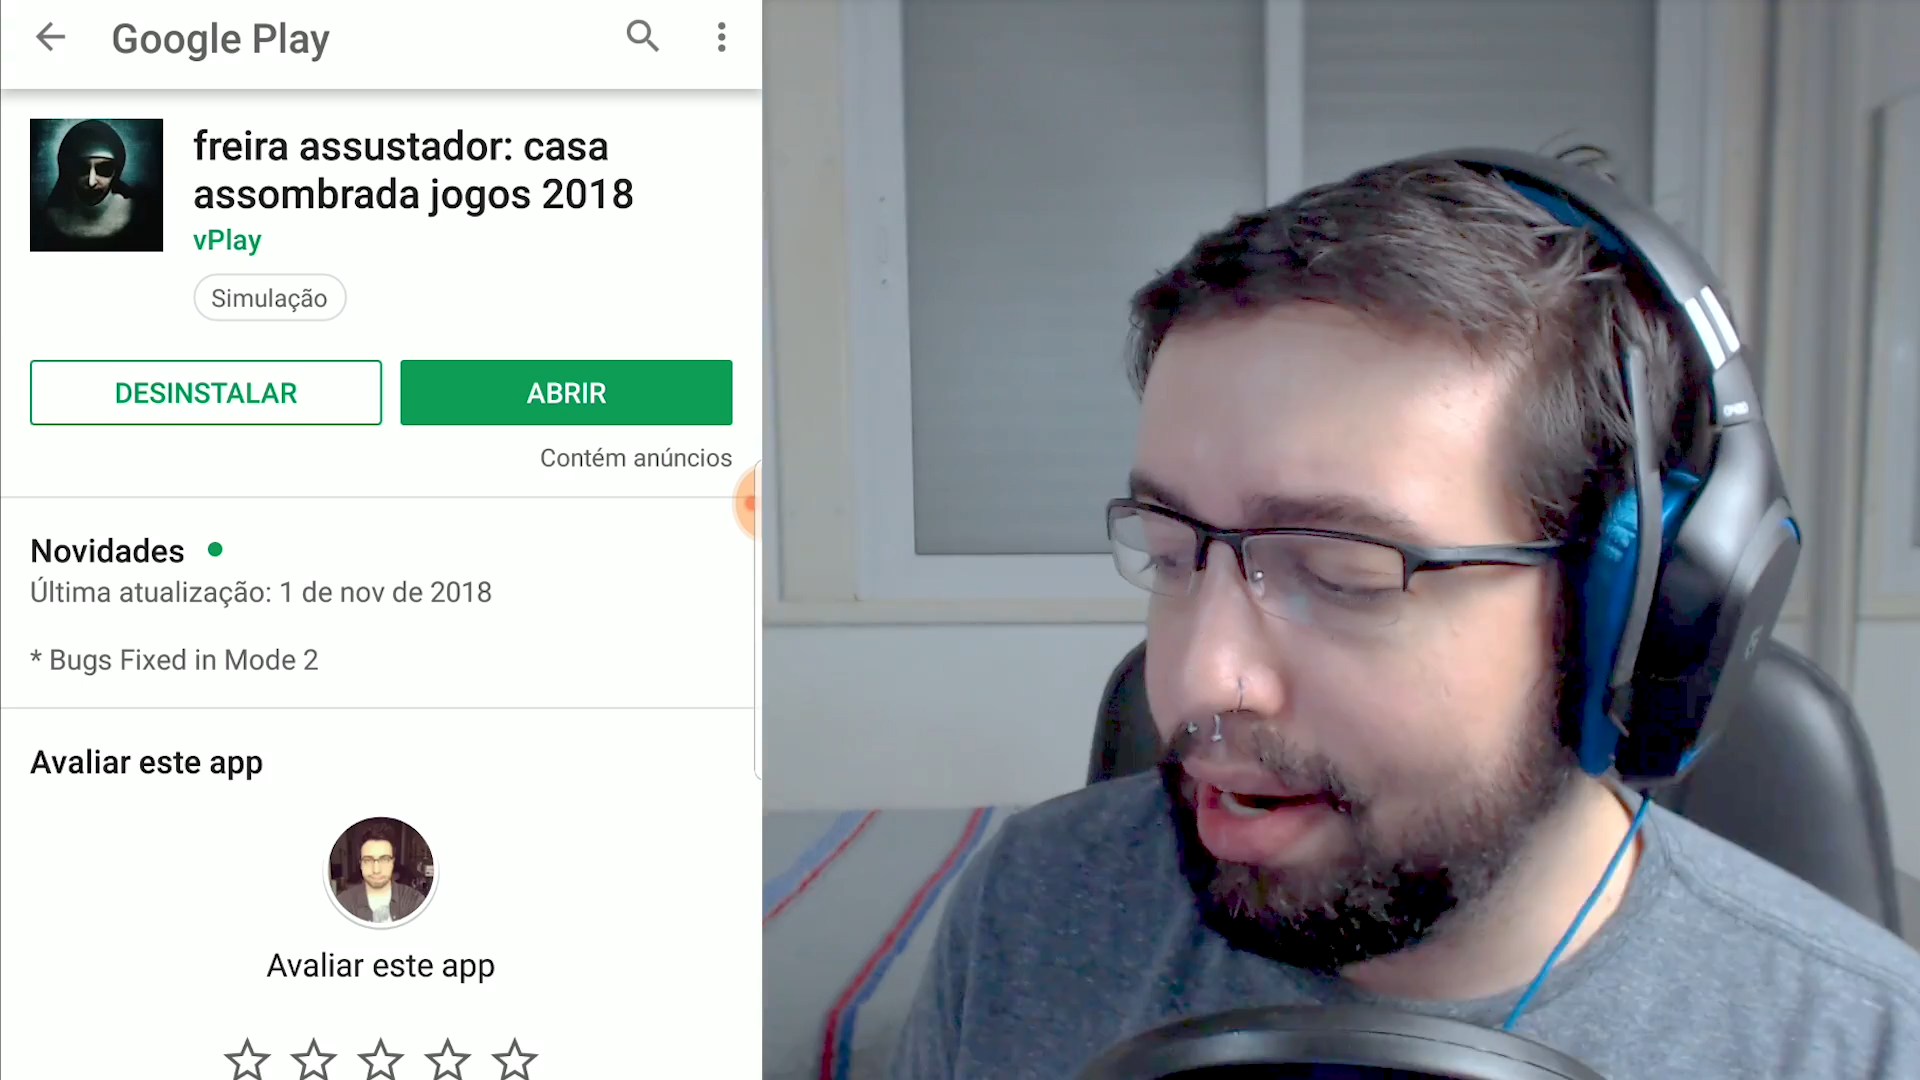 Google Play
freira assustador: casa
assombrada jogos 2018
vPlay
Simulação
DESINSTALAR
ABRIR
Contém anúncios
Novidades
Última atualização: 1 de nov de 2018
* Bugs Fixed in Mode 2
Avaliar este app
Avaliar este app